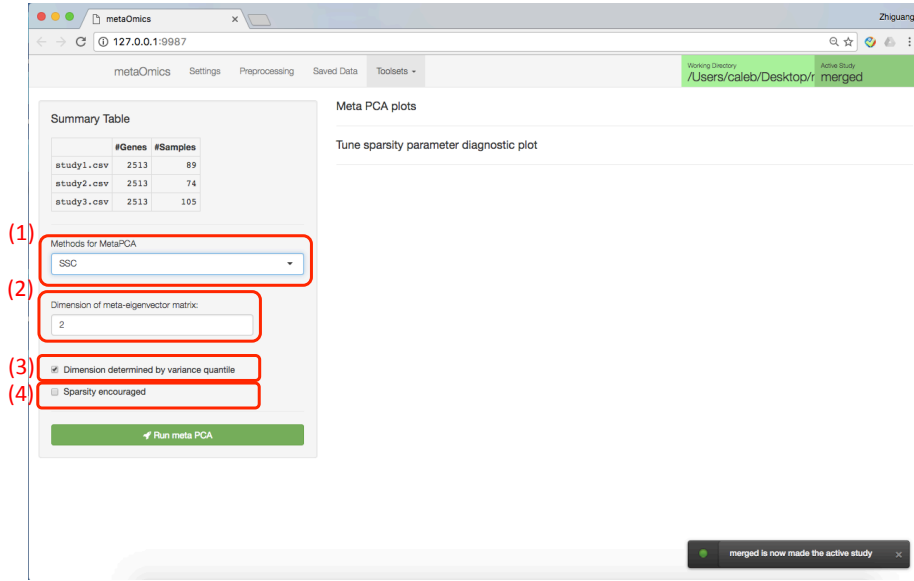 metaOmics
Zhiguang
127.0.0.1:9987
metaOmics Settings Preprocessing Saved Data Toolsets
Working Directory
/Users/caleb/Desktop/r
Active Study
merged
Summary Table
#Genes #Samples
study1.csv 2513 89
study2.csv 2513 74
study3.csv 2513 105
(1)
Methods for MetaPCA
SSC
(2)
Dimension of meta-eigenvector matrix:
2
(3)
Dimension determined by variance quantile
(4)
Sparsity encouraged
Run meta PCA
Meta PCA plots
Tune sparsity parameter diagnostic plot
merged is now made the active study